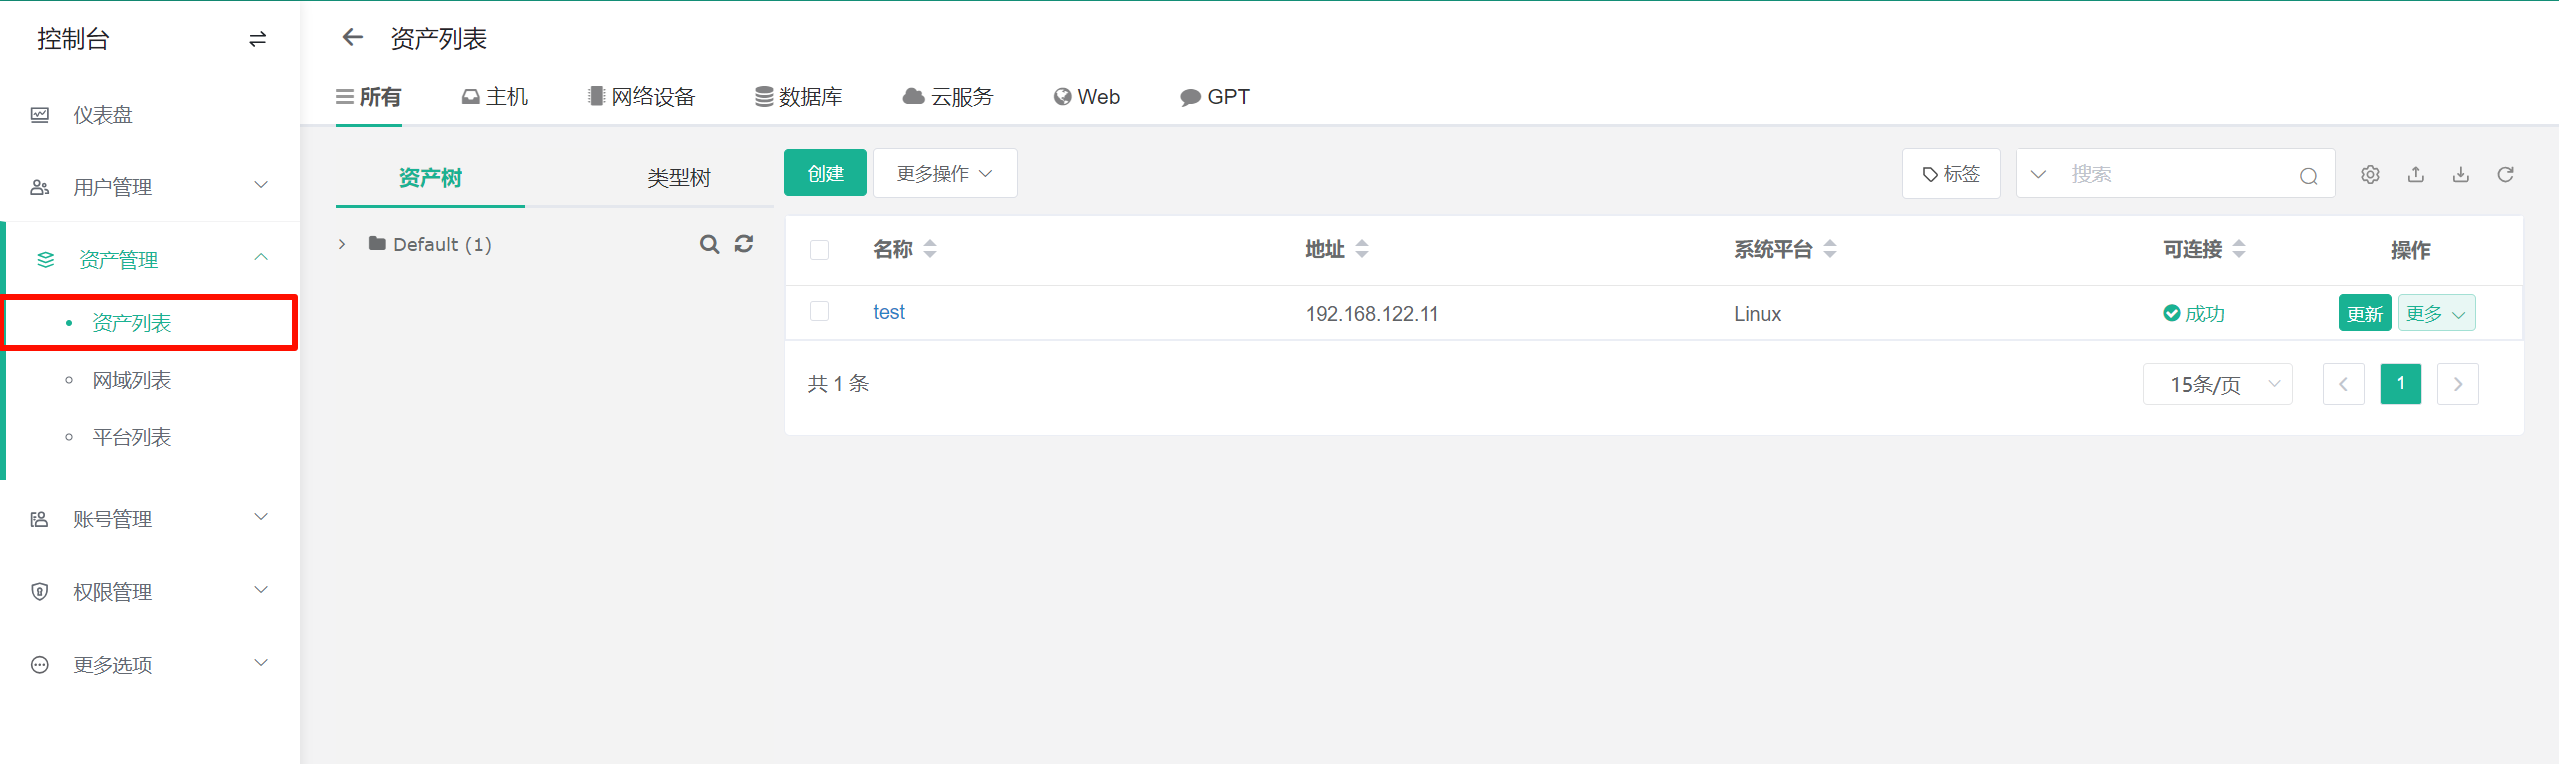 控制台
仪表盘
用户管理
资产管理
资产列表
网域列表
平台列表
账号管理
权限管理
更多选项
资产列表
所有 主机 网络设备 数据库 云服务 Web GPT
资产树 类型树
Default (1)
创建 更多操作 标签 搜索
名称 地址 系统平台 可连接 操作
test 192.168.122.11 Linux 成功 更新 更多
共 1 条 15条/页 1